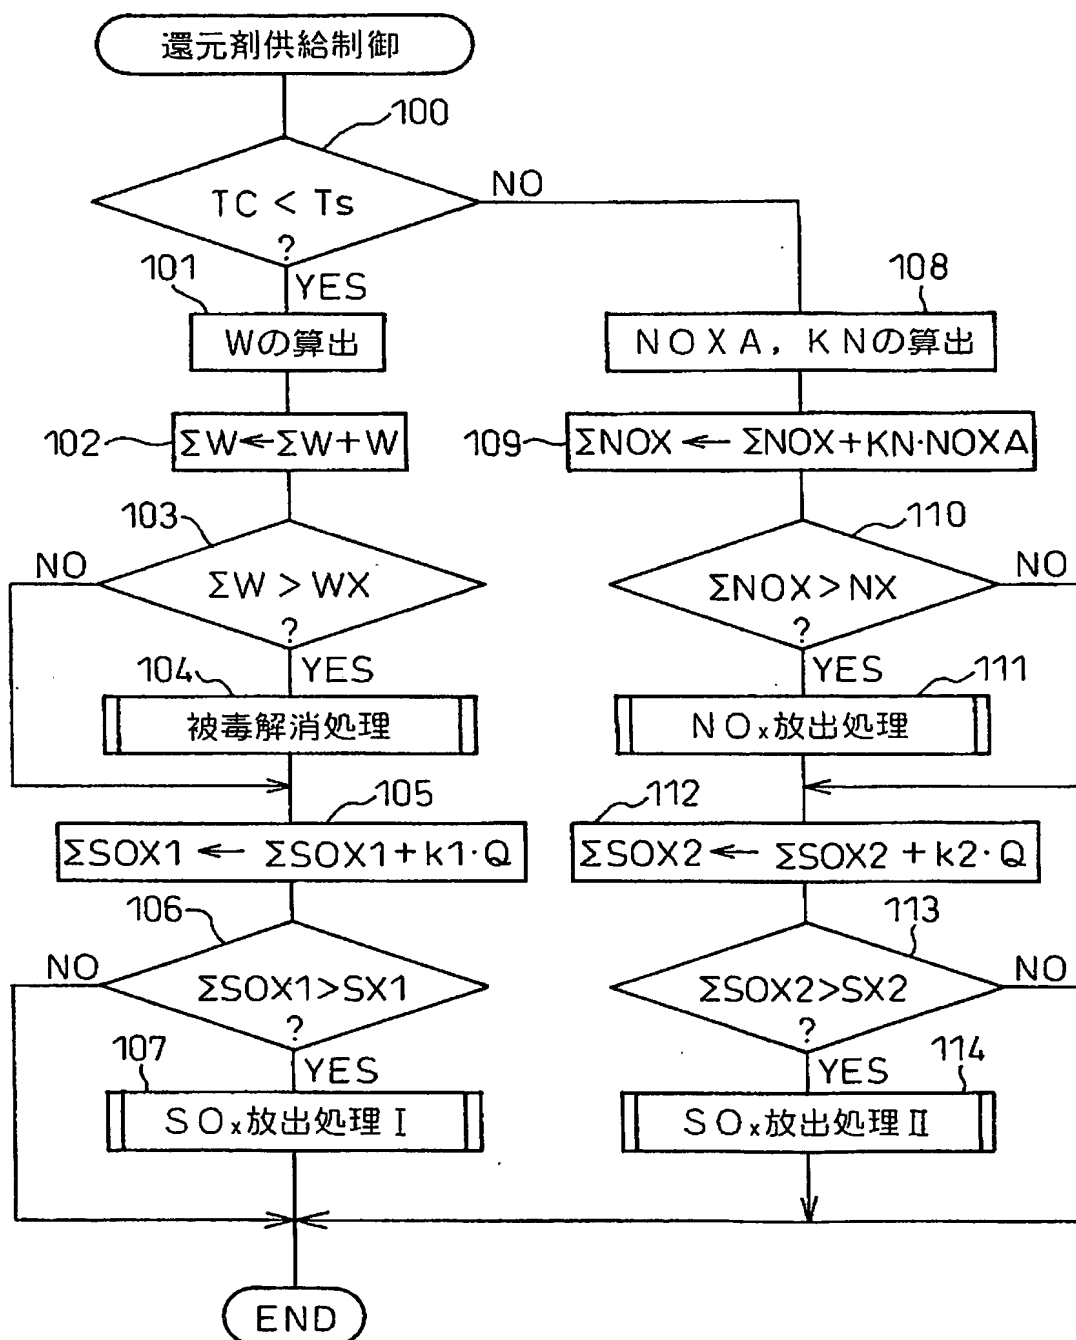 還元剤供給制御
100
TC < Ts
?
NO
YES
101
Wの算出
102
ΣW ← ΣW + W
103
ΣW > WX
?
NO
YES
104
被毒解消処理
105
ΣSOX1 ← ΣSOX1 + k1·Q
106
ΣSOX1 > SX1
?
NO
YES
107
SOx放出処理 I
108
NOXA, KNの算出
109
ΣNOX ← ΣNOX + KN·NOXA
110
ΣNOX > NX
?
NO
YES
111
NOx放出処理
112
ΣSOX2 ← ΣSOX2 + k2·Q
113
ΣSOX2 > SX2
?
NO
YES
114
SOx放出処理 II
END